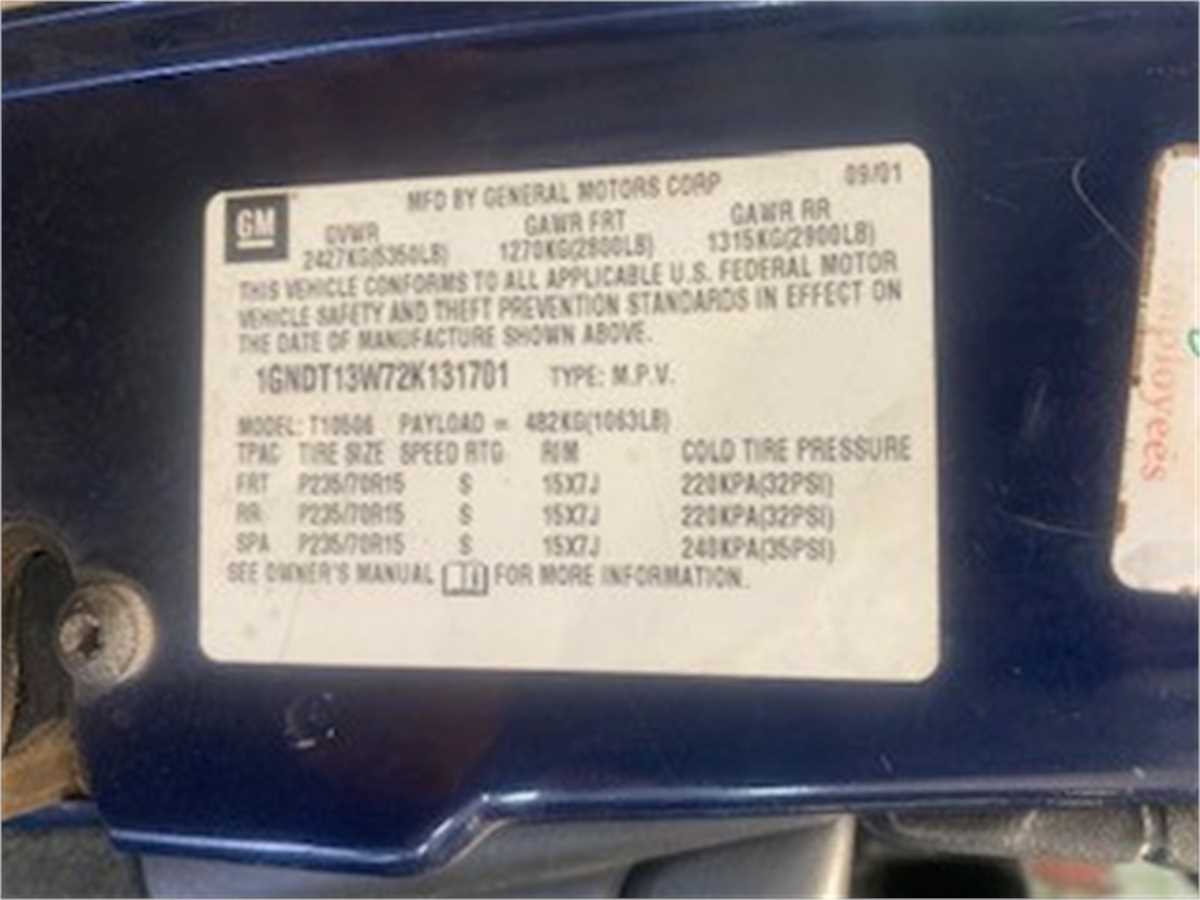 GM
MFD BY GENERAL MOTORS CORP 09/01
GVWR GAWR FRT GAWR RR
2427KG(5350LB) 1270KG(2800LB) 1315KG(2900LB)
THIS VEHICLE CONFORMS TO ALL APPLICABLE U.S. FEDERAL MOTOR
VEHICLE SAFETY AND THEFT PREVENTION STANDARDS IN EFFECT ON
THE DATE OF MANUFACTURE SHOWN ABOVE.
1GNDT13W72K131701 TYPE: M.P.V.
MODEL: T10506 PAYLOAD = 482KG(1063LB)
TPAC TIRE SIZE SPEED RTG RIM COLD TIRE PRESSURE
FRT P235/70R15 S 15X7J 220KPA(32PSI)
RR P235/70R15 S 15X7J 220KPA(32PSI)
SPA P235/70R15 S 15X7J 240KPA(35PSI)
SEE OWNER'S MANUAL FOR MORE INFORMATION.
mployees